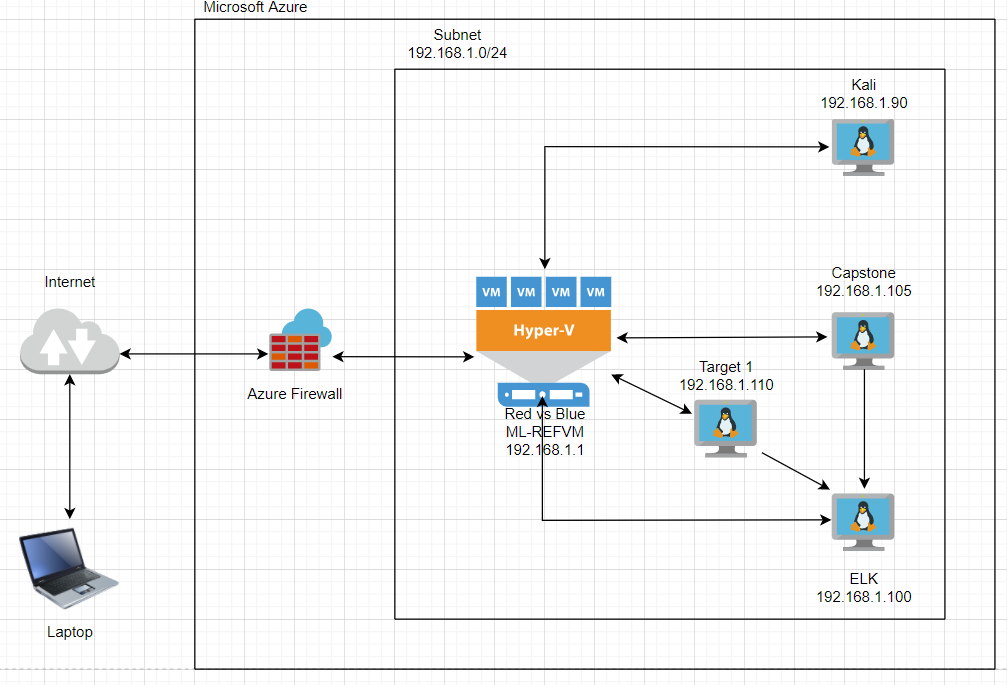 Microsoft Azure
Subnet
192.168.1.0/24
Kali
192.168.1.90
Internet
Capstone
192.168.1.105
VM VM VM VM
Hyper-V
Azure Firewall
Target 1
192.168.1.110
Red vs Blue
ML-REFVM
192.168.1.1
ELK
192.168.1.100
Laptop